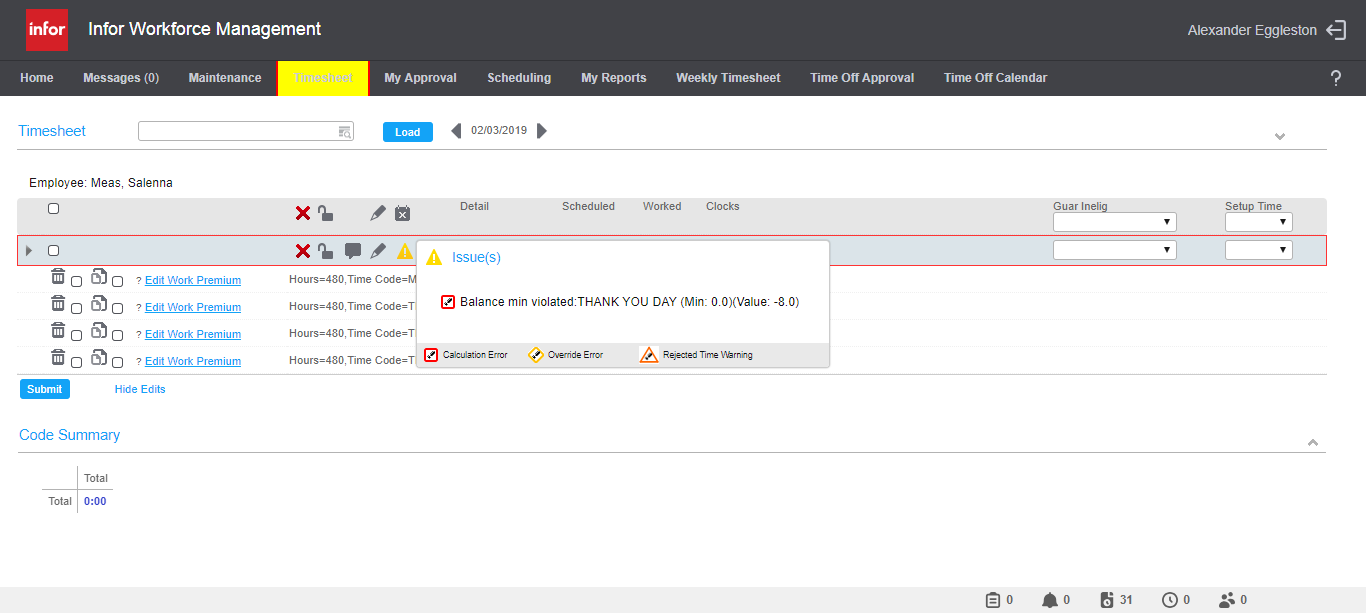 infor Infor Workforce Management Alexander Eggleston
Home Messages (0) Maintenance Timesheet My Approval Scheduling My Reports Weekly Timesheet Time Off Approval Time Off Calendar ?
Timesheet Load 02/03/2019
Employee: Meas, Salenna
Detail Scheduled Worked Clocks Guar Inelig Setup Time
Issue(s)
? Edit Work Premium Hours=480,Time Code=M
Balance min violated:THANK YOU DAY (Min: 0.0)(Value: -8.0)
? Edit Work Premium Hours=480,Time Code=T
? Edit Work Premium Hours=480,Time Code=T
? Edit Work Premium Hours=480,Time Code=T
Calculation Error Override Error Rejected Time Warning
Submit Hide Edits
Code Summary
Total
Total 0:00
0 0 31 0 0